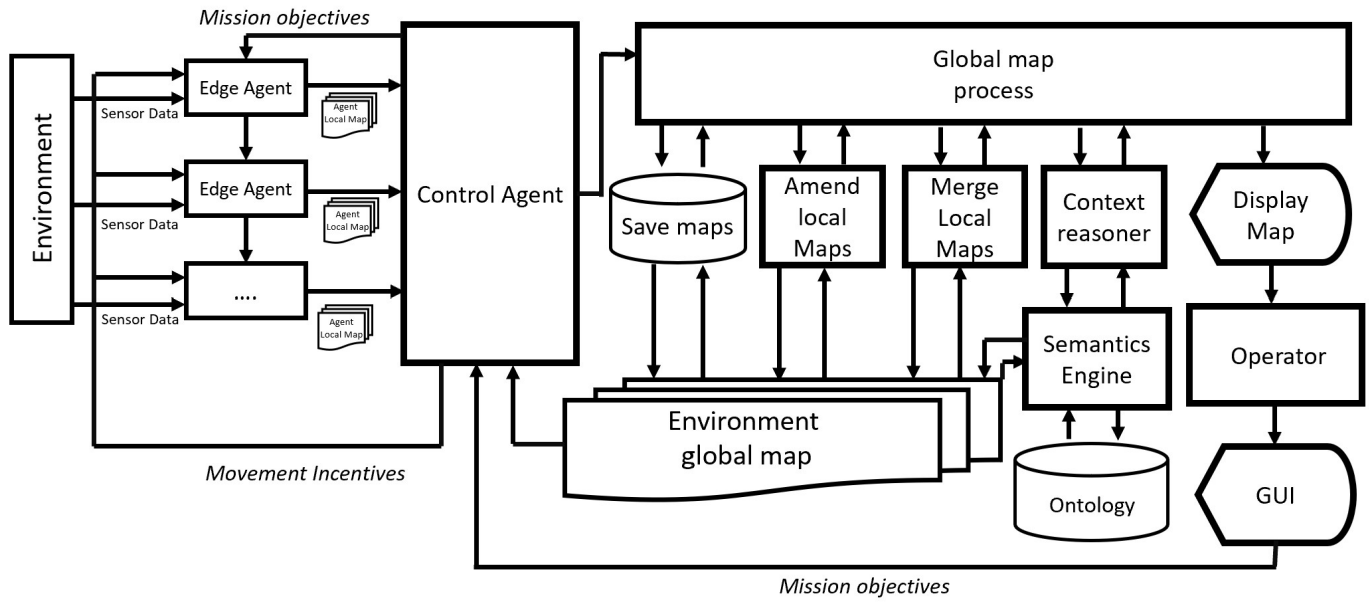 Mission objectives
Environment
Edge Agent
Sensor Data
Agent
Local Map
Edge Agent
Sensor Data
Agent
Local Map
....
Sensor Data
Agent
Local Map
Control Agent
Movement Incentives
Global map
process
Save maps
Amend
local
Maps
Merge
Local
Maps
Context
reasoner
Display
Map
Semantics
Engine
Operator
Environment
global map
Ontology
GUI
Mission objectives